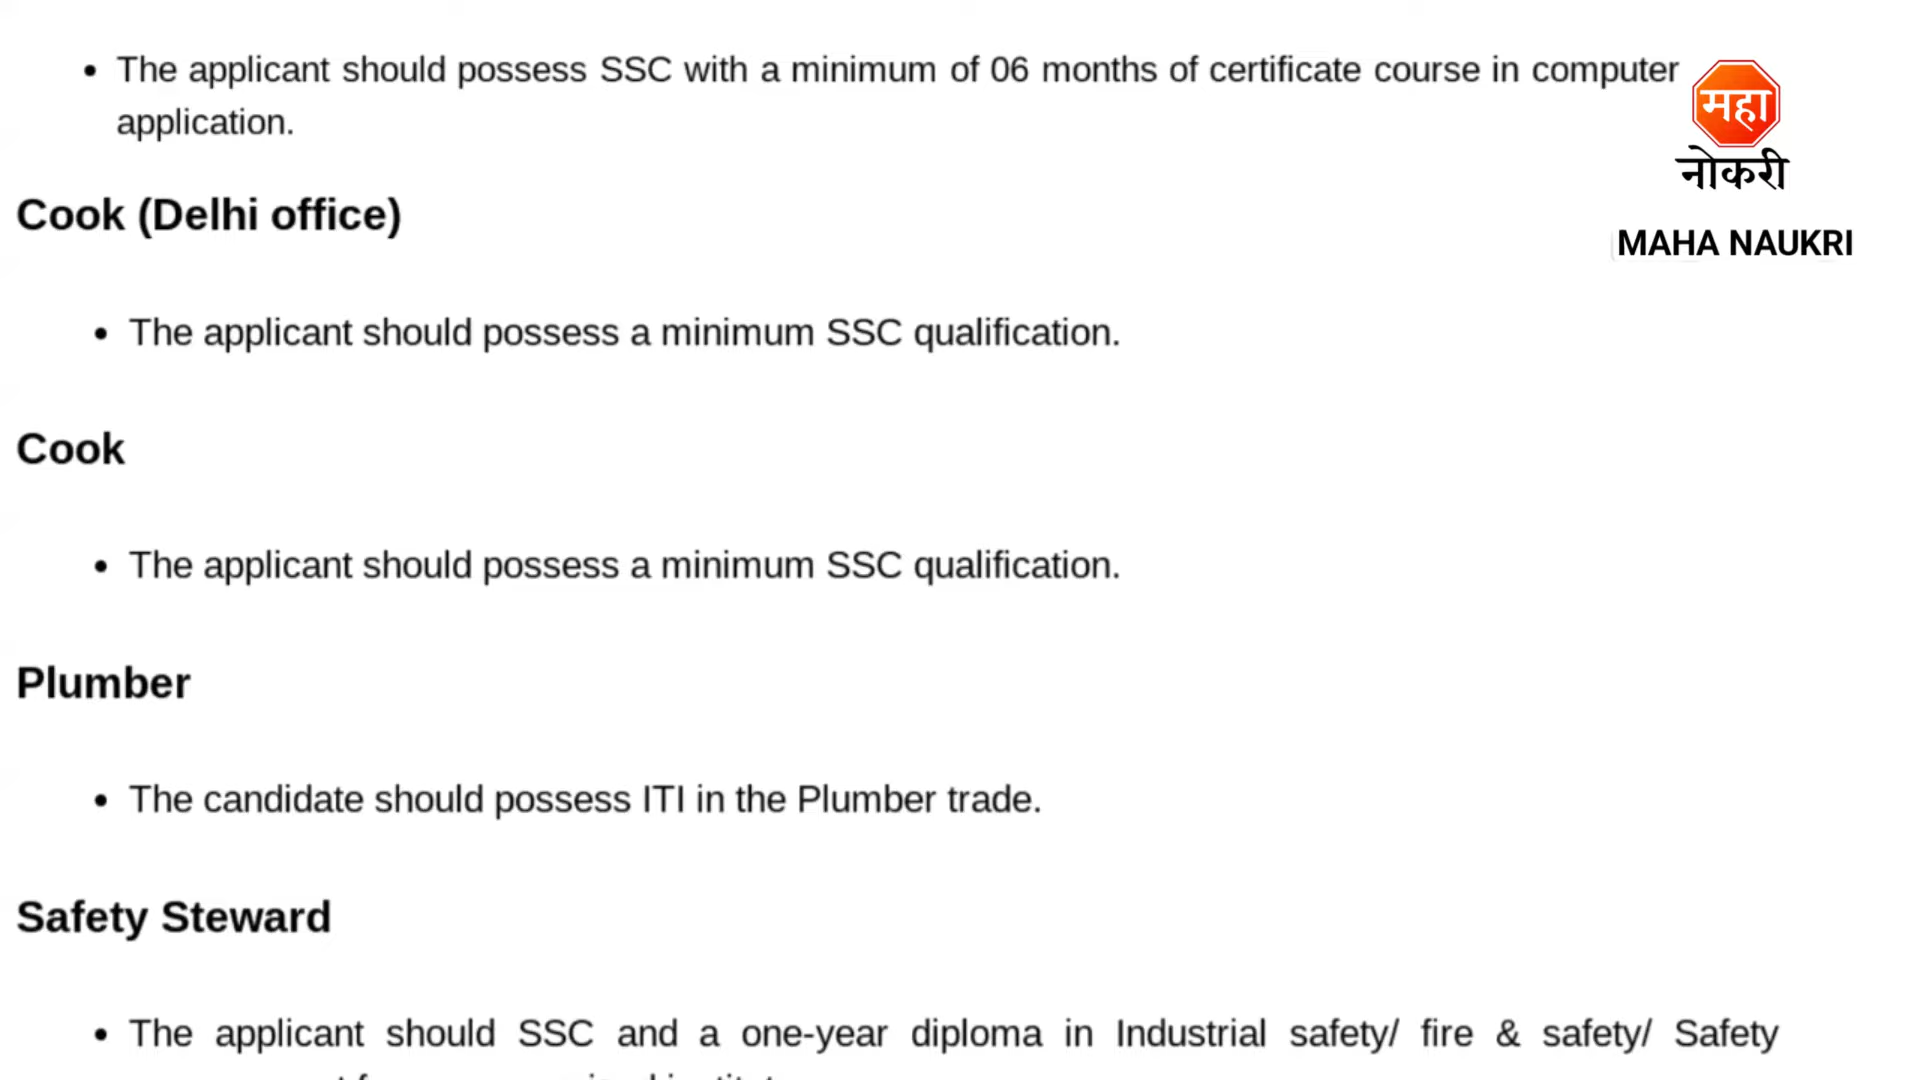 • The applicant should possess SSC with a minimum of 06 months of certificate course in computer
application.
महा
नोकरी
MAHA NAUKRI
Cook (Delhi office)
• The applicant should possess a minimum SSC qualification.
Cook
• The applicant should possess a minimum SSC qualification.
Plumber
• The candidate should possess ITI in the Plumber trade.
Safety Steward
• The applicant should SSC and a one-year diploma in Industrial safety/ fire & safety/ Safety